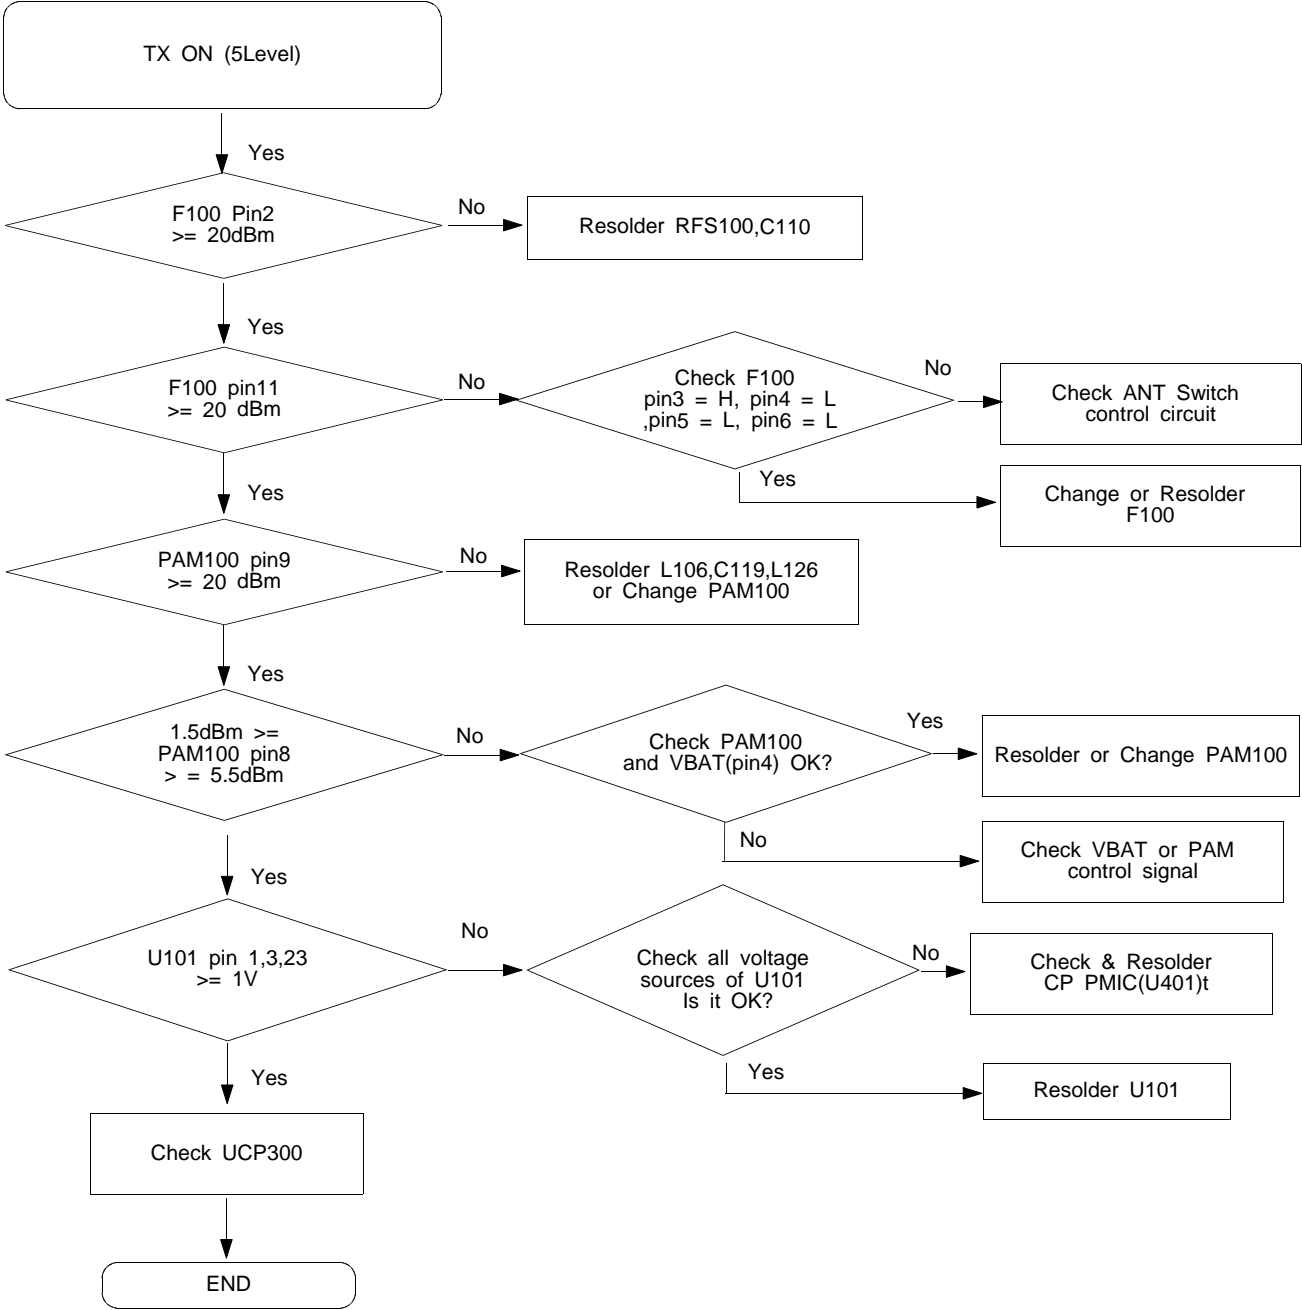 TX ON (5Level)
Yes
F100 Pin2
>= 20dBm
No
Resolder RFS100,C110
Yes
F100 pin11
>= 20 dBm
No
Check F100
pin3 = H, pin4 = L
,pin5 = L, pin6 = L
No
Check ANT Switch
control circuit
Yes
Change or Resolder
F100
Yes
PAM100 pin9
>= 20 dBm
No
Resolder L106,C119,L126
or Change PAM100
Yes
1.5dBm >=
PAM100 pin8
> = 5.5dBm
No
Check PAM100
and VBAT(pin4) OK?
Yes
Resolder or Change PAM100
No
Check VBAT or PAM
control signal
Yes
U101 pin 1,3,23
>= 1V
No
Check all voltage
sources of U101
Is it OK?
No
Check & Resolder
CP PMIC(U401)t
Yes
Resolder U101
Yes
Check UCP300
END